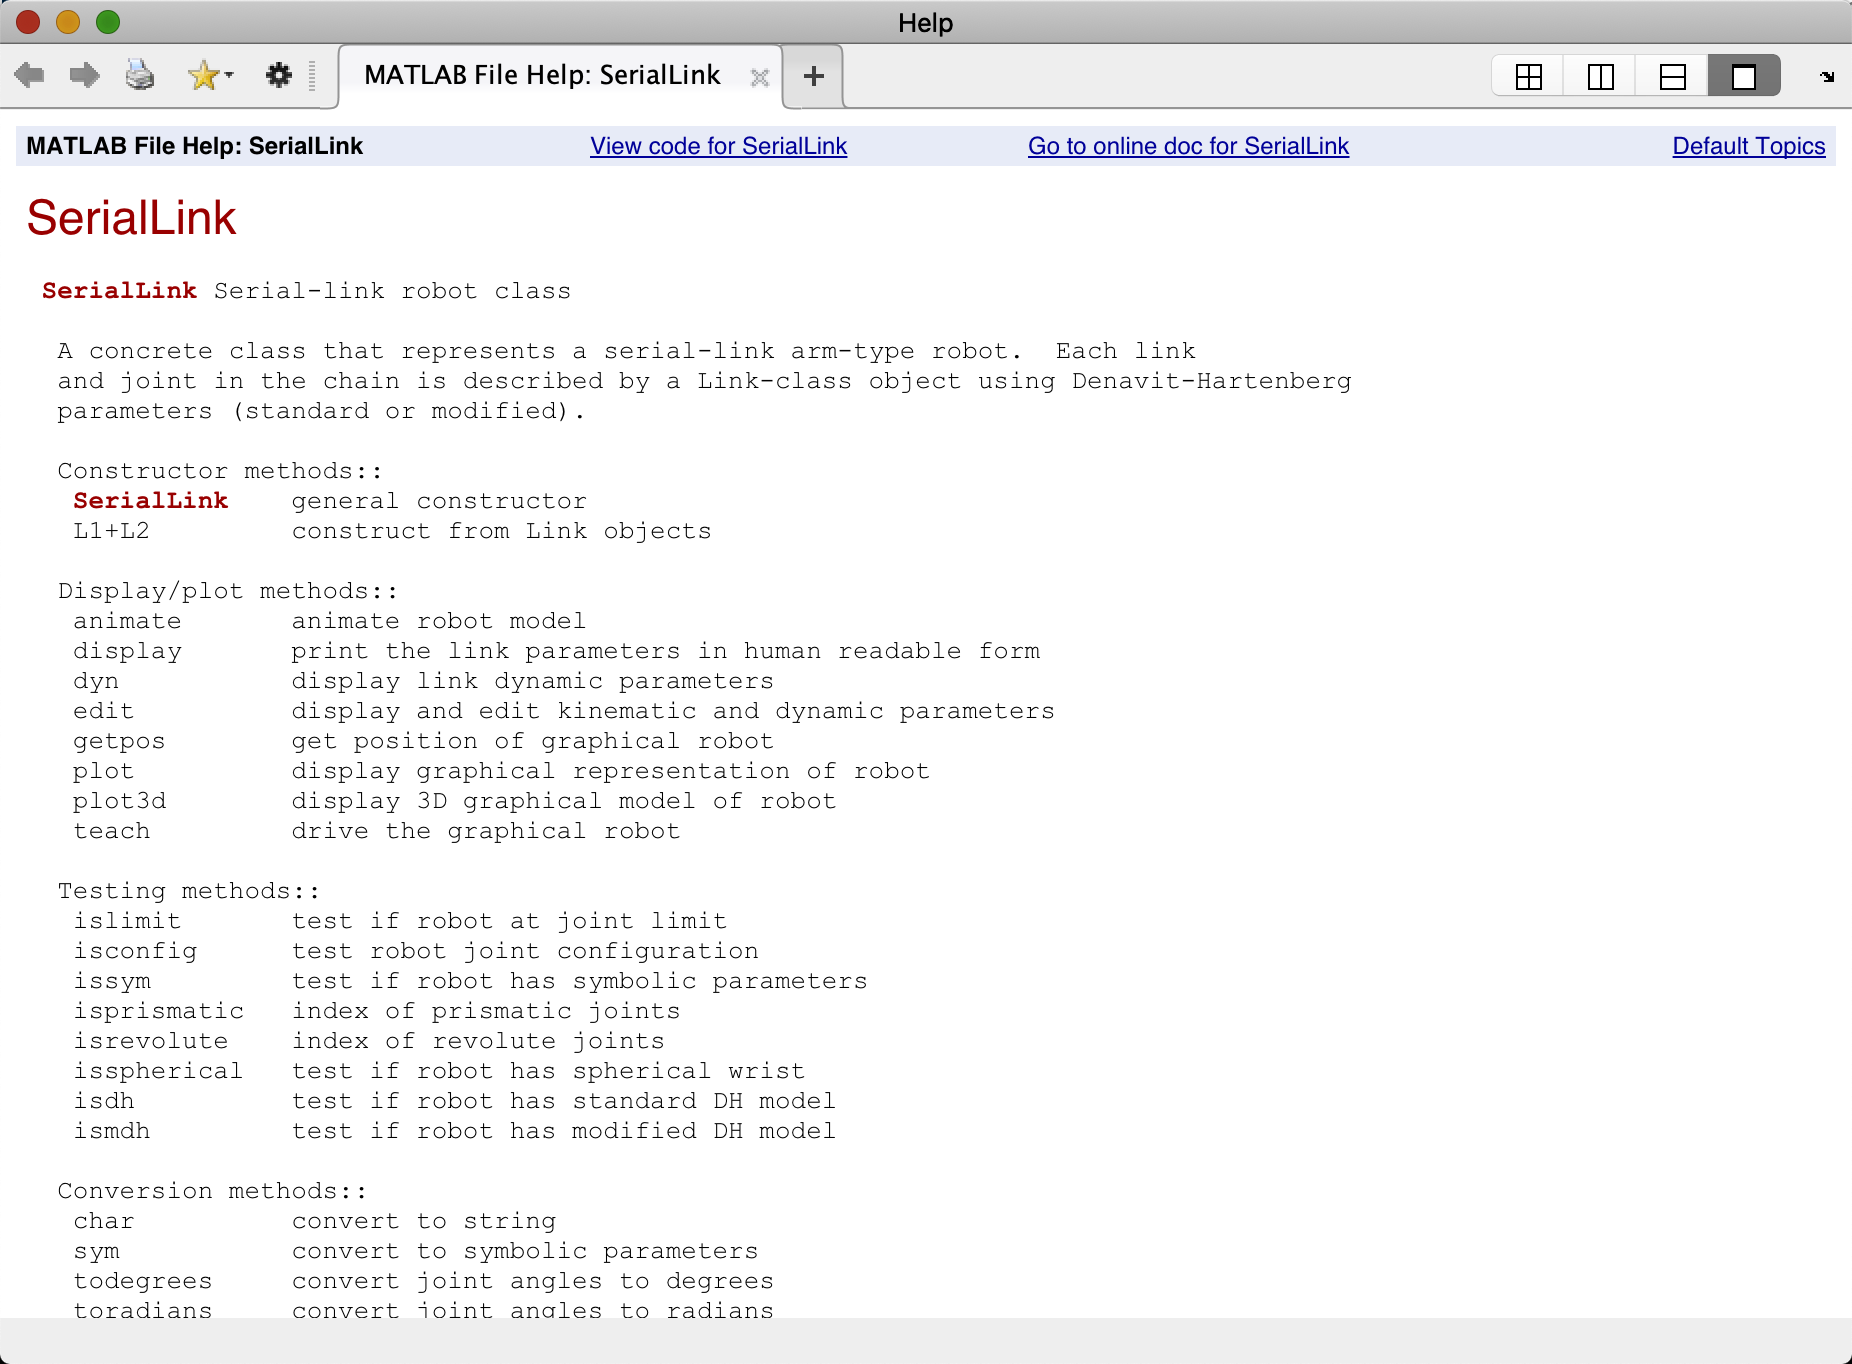 Help
MATLAB File Help: SerialLink
MATLAB File Help: SerialLink View code for SerialLink Go to online doc for SerialLink Default Topics
SerialLink
SerialLink Serial-link robot class
A concrete class that represents a serial-link arm-type robot.  Each link
and joint in the chain is described by a Link-class object using Denavit-Hartenberg
parameters (standard or modified).
Constructor methods::
SerialLink general constructor
L1+L2 construct from Link objects
Display/plot methods::
animate animate robot model
display print the link parameters in human readable form
dyn display link dynamic parameters
edit display and edit kinematic and dynamic parameters
getpos get position of graphical robot
plot display graphical representation of robot
plot3d display 3D graphical model of robot
teach drive the graphical robot
Testing methods::
islimit test if robot at joint limit
isconfig test robot joint configuration
issym test if robot has symbolic parameters
isprismatic index of prismatic joints
isrevolute index of revolute joints
isspherical test if robot has spherical wrist
isdh test if robot has standard DH model
ismdh test if robot has modified DH model
Conversion methods::
char convert to string
sym convert to symbolic parameters
todegrees convert joint angles to degrees
toradians convert joint angles to radians